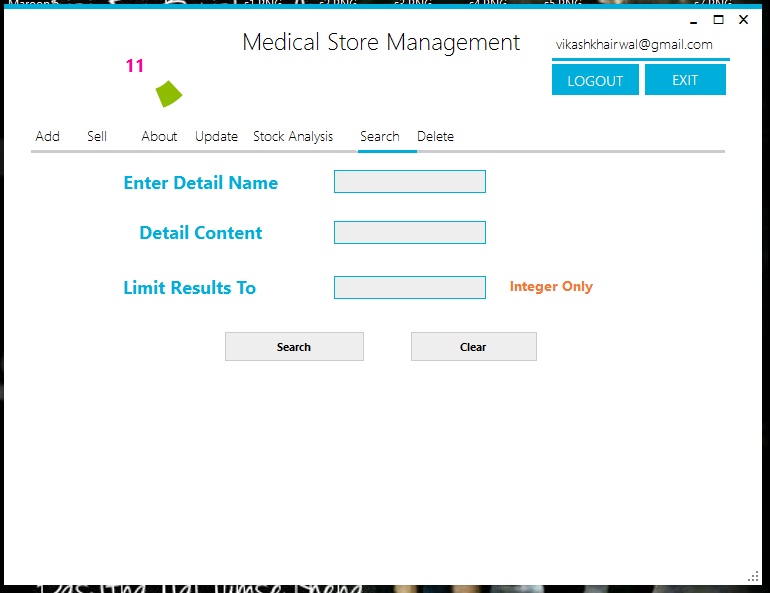 Medical Store Management
vikashkhairwal@gmail.com
11
LOGOUT EXIT
Add Sell About Update Stock Analysis Search Delete
Enter Detail Name
Detail Content
Limit Results To Integer Only
Search Clear